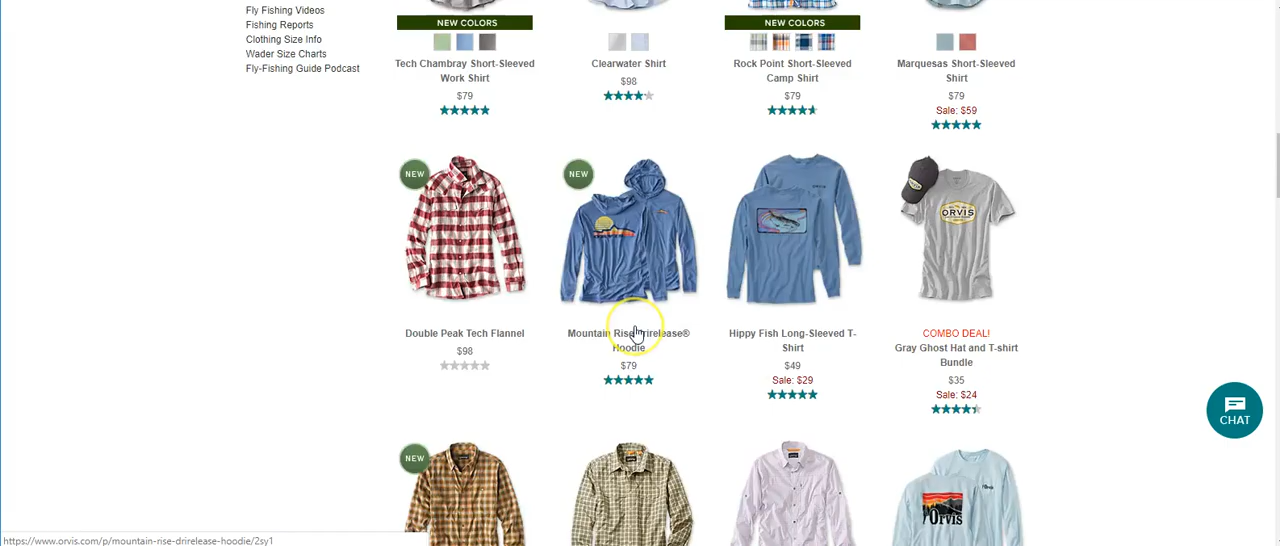 Fly Fishing Videos
Fishing Reports
Clothing Size Info
Wader Size Charts
Fly-Fishing Guide Podcast
NEW COLORS
NEW COLORS
Tech Chambray Short-Sleeved
Work Shirt
$79
Clearwater Shirt
$98
Rock Point Short-Sleeved
Camp Shirt
$79
Marquesas Short-Sleeved
Shirt
$79
Sale: $59
NEW
NEW
ORVIS
Double Peak Tech Flannel
$98
Mountain Rise drirelease®
Hoodie
$79
Hippy Fish Long-Sleeved T-
Shirt
$49
Sale: $29
COMBO DEAL!
Gray Ghost Hat and T-shirt
Bundle
$35
Sale: $24
CHAT
NEW
Orvis
https://www.orvis.com/p/mountain-rise-drirelease-hoodie/2sy1